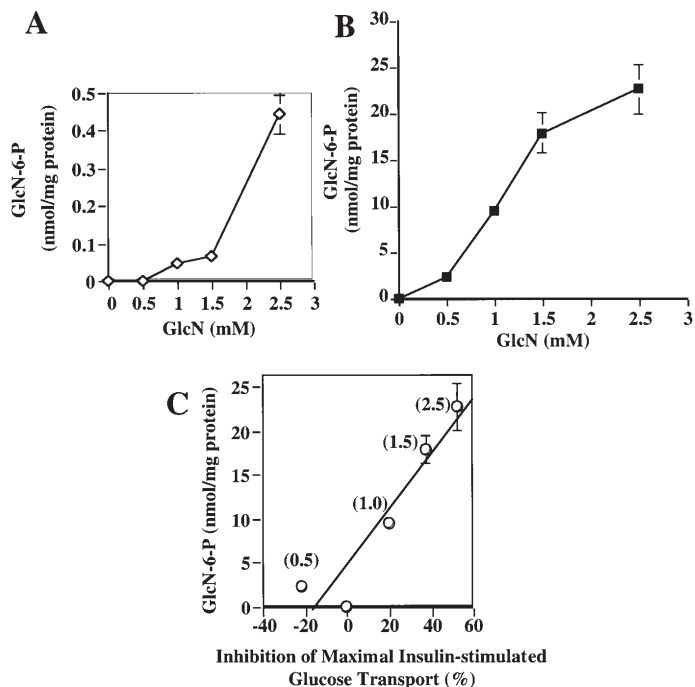 A
GlcN-6-P
(nmol/mg protein)
0.5
0.4
0.3
0.2
0.1
0
0 0.5 1 1.5 2 2.5 3
GlcN (mM)
B
GlcN-6-P
(nmol/mg protein)
30
25
20
15
10
5
0
0 0.5 1 1.5 2 2.5 3
GlcN (mM)
C
GlcN-6-P (nmol/mg protein)
25
20
15
10
5
0
(2.5)
(1.5)
(1.0)
(0.5)
-40 -20 0 20 40 60
Inhibition of Maximal Insulin-stimulated
Glucose Transport (%)